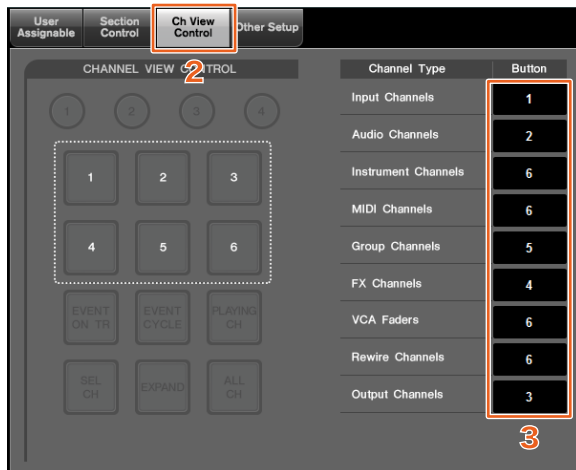 User
Assignable
Section
Control
Ch View
Control
Other Setup
2
CHANNEL VIEW CONTROL
1 2 3 4
1 2 3
4 5 6
EVENT
ON TR
EVENT
CYCLE
PLAYING
CH
SEL
CH
EXPAND
ALL
CH
Channel Type Button
Input Channels 1
Audio Channels 2
Instrument Channels 6
MIDI Channels 6
Group Channels 5
FX Channels 4
VCA Faders 6
Rewire Channels 6
Output Channels 3
3